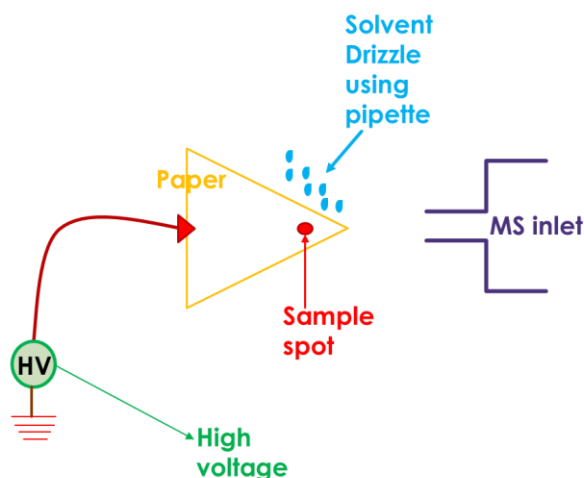 Solvent
Drizzle
using
pipette
Paper
MS inlet
Sample
spot
HV
High
voltage